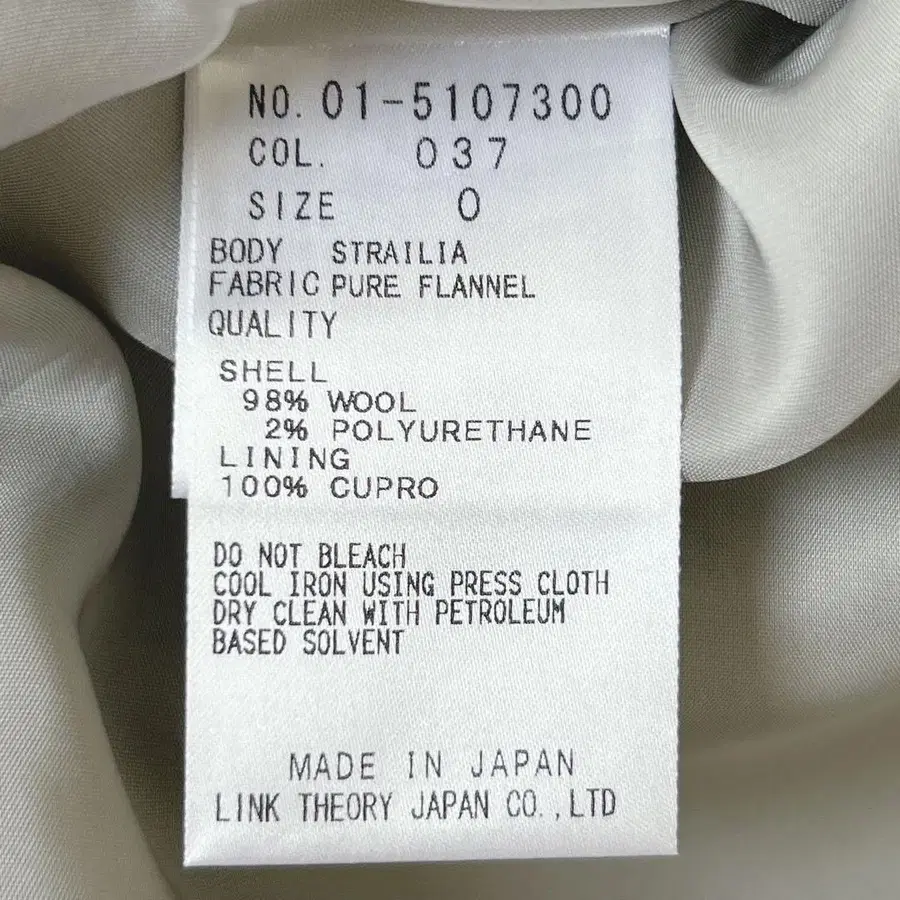 NO. 01-5107300
COL. 037
SIZE 0
BODY STRAILIA
FABRIC PURE FLANNEL
QUALITY
SHELL
98% WOOL
2% POLYURETHANE
LINING
100% CUPRO
DO NOT BLEACH
COOL IRON USING PRESS CLOTH
DRY CLEAN WITH PETROLEUM
BASED SOLVENT
MADE IN JAPAN
LINK THEORY JAPAN CO.,LTD